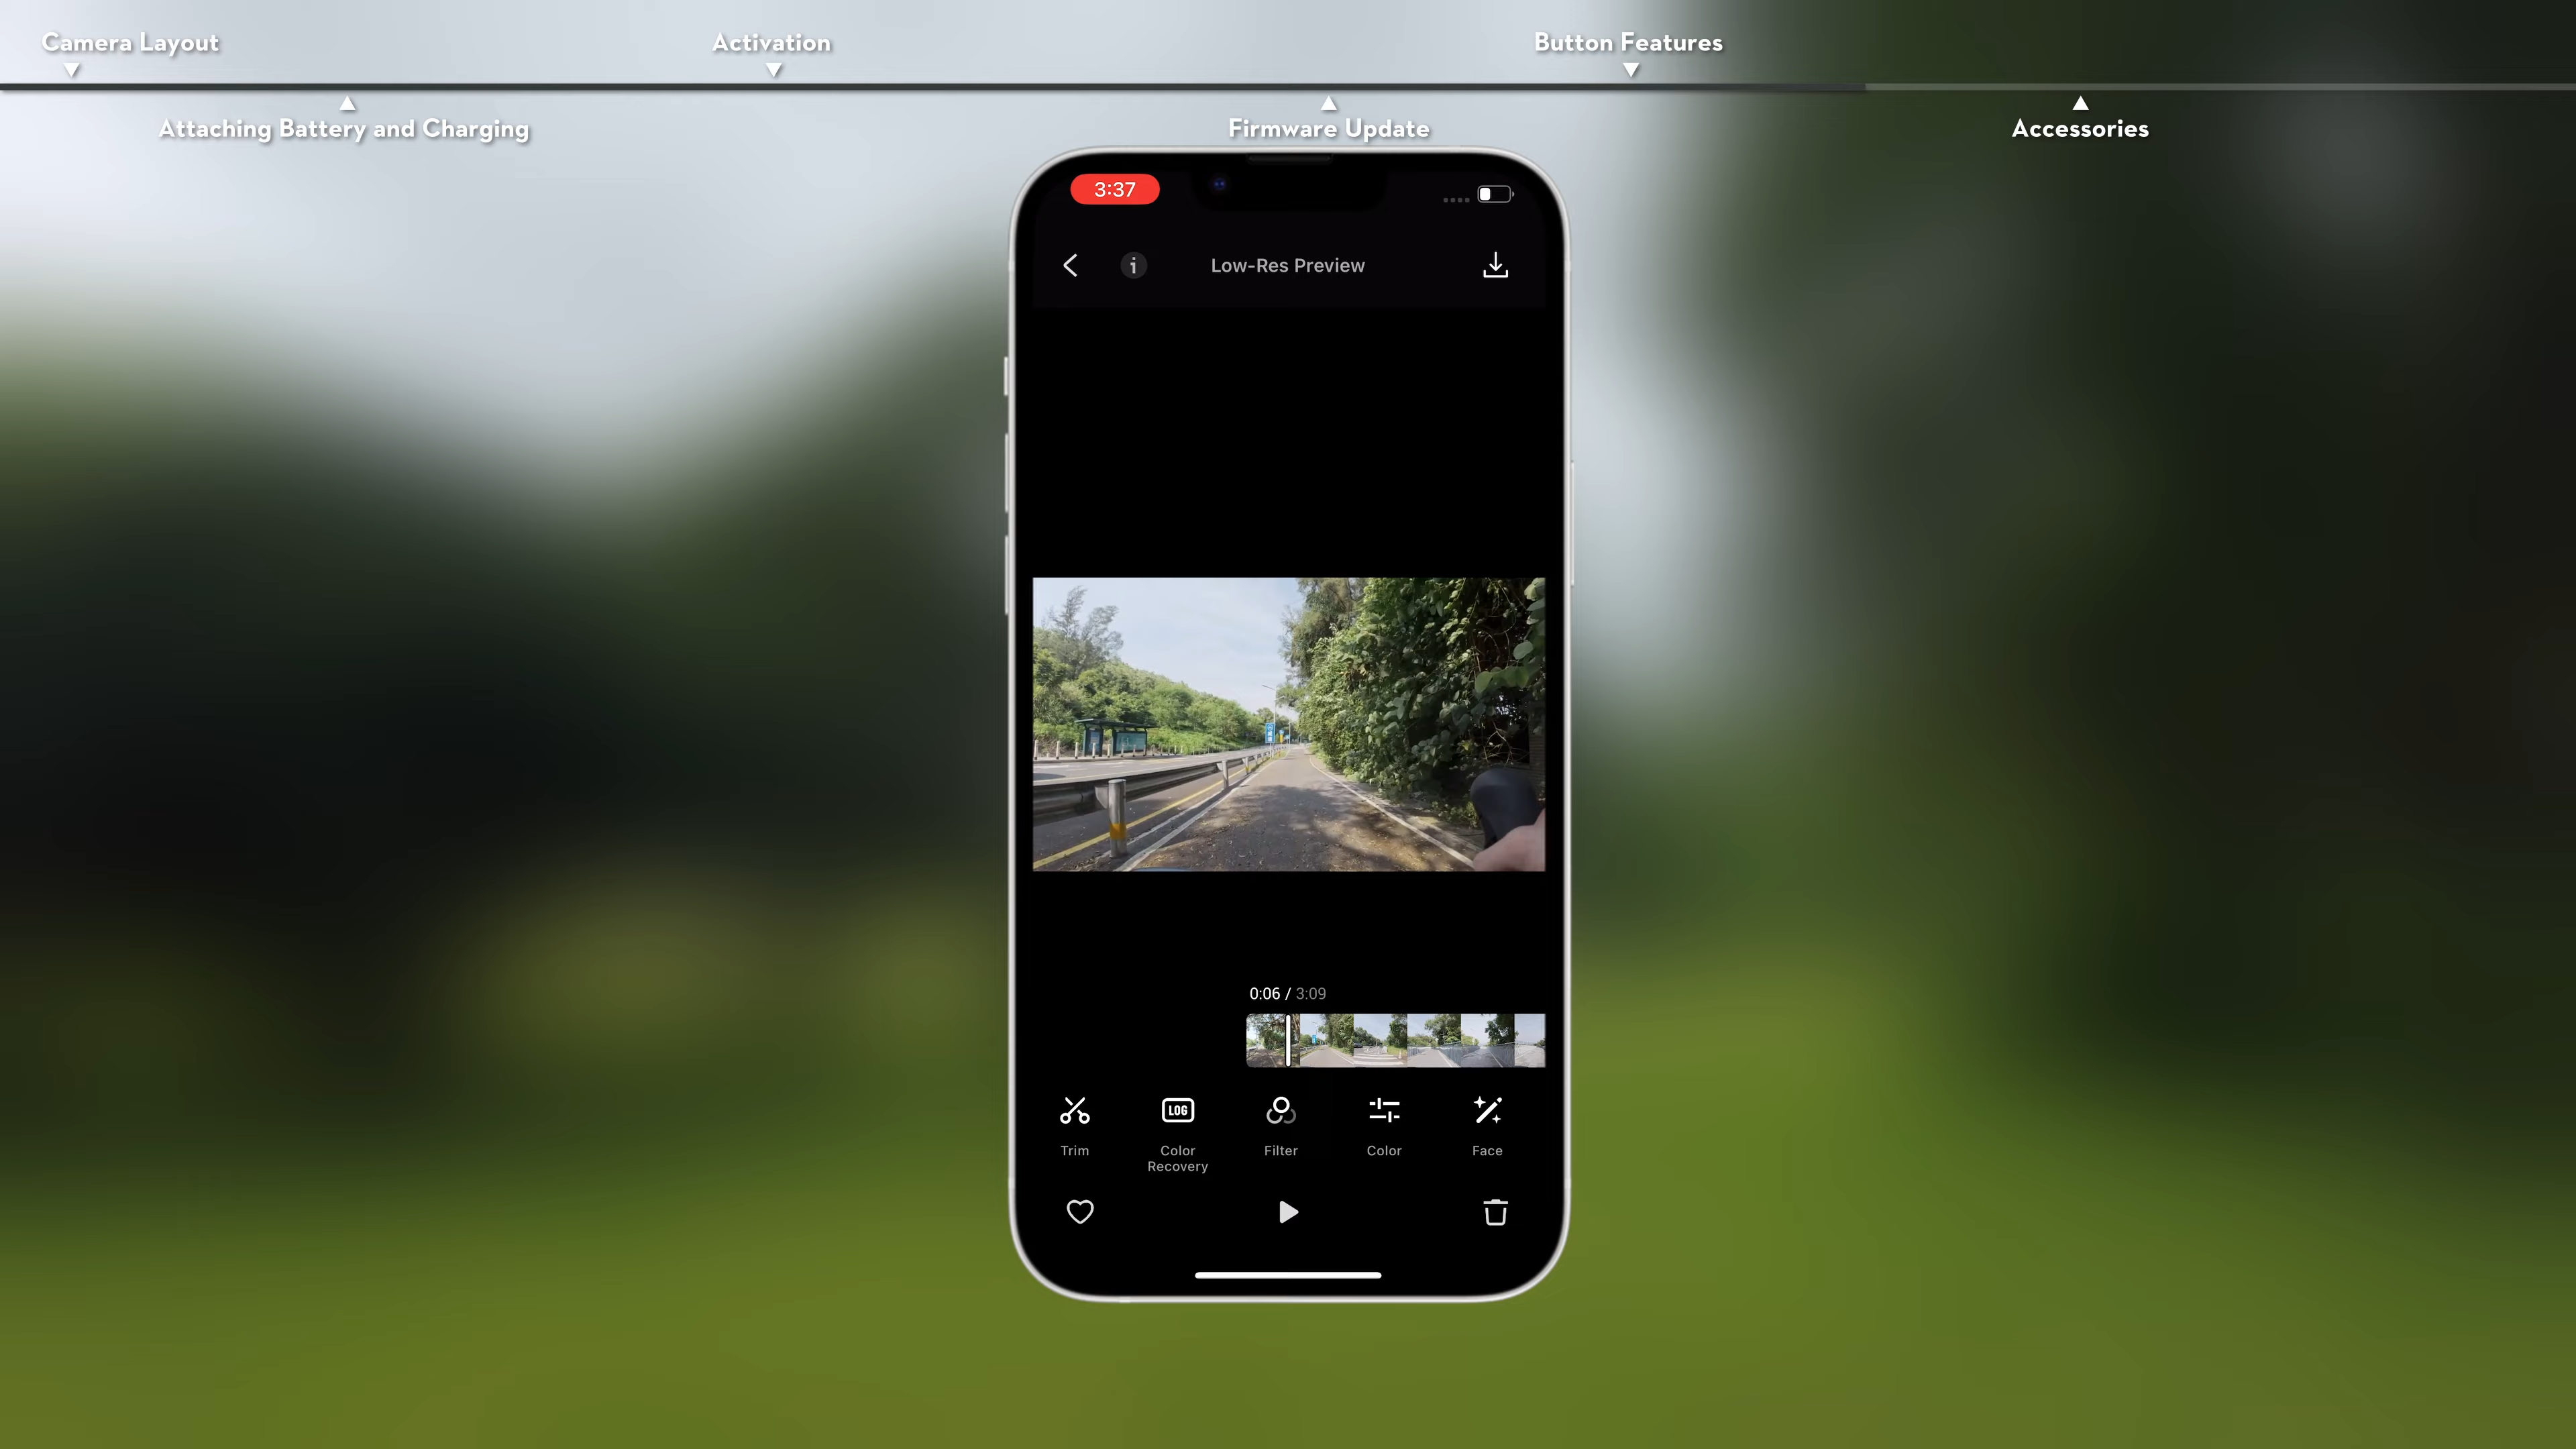 Camera Layout
Activation
Button Features
Attaching Battery and Charging
Firmware Update
Accessories
3:37
Low-Res Preview
0:06 / 3:09
LOG
Trim
Color
Recovery
Filter
Color
Face